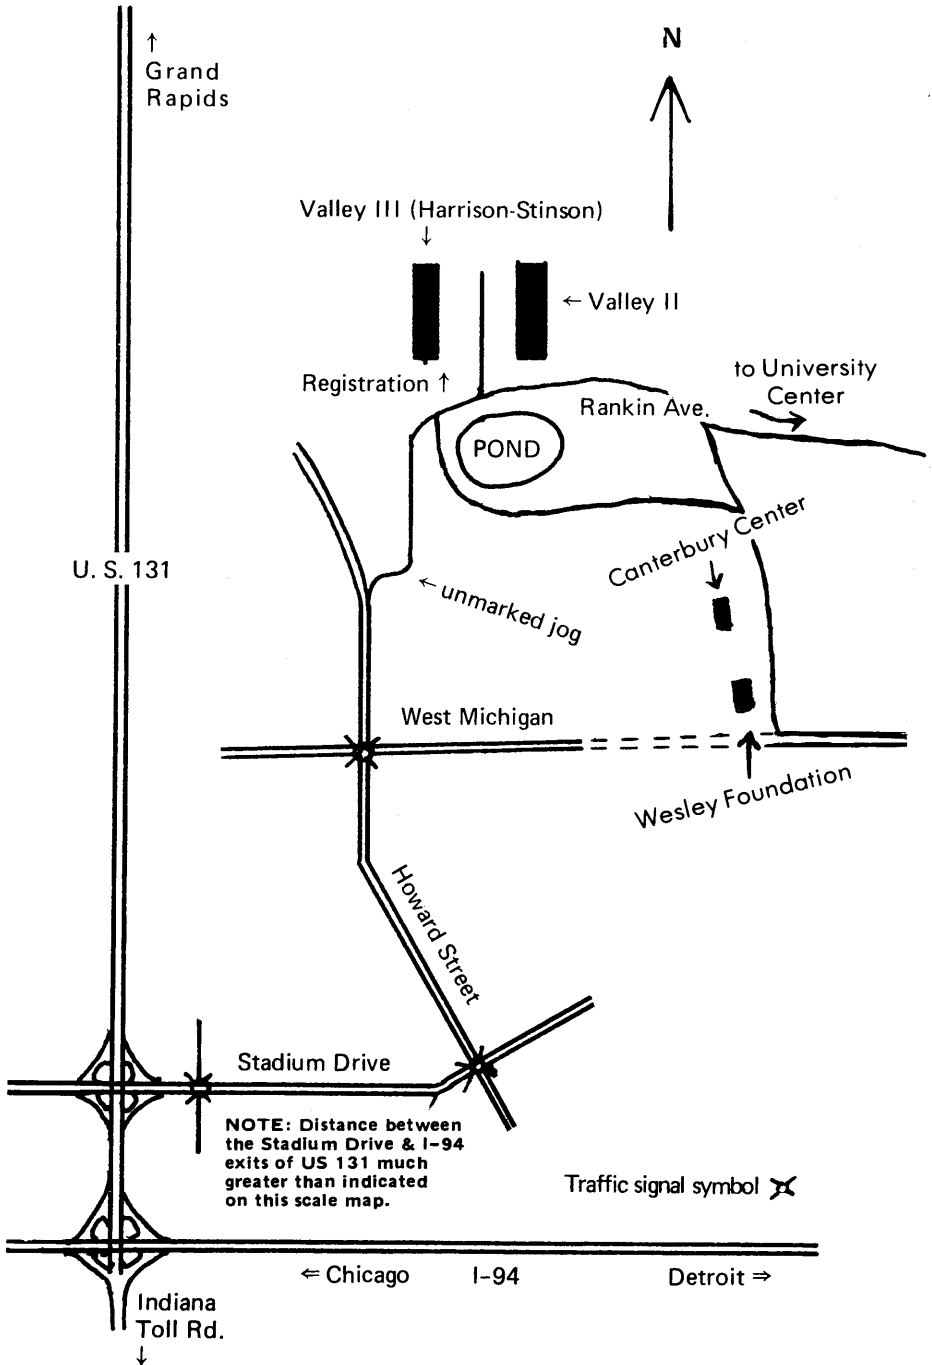 ↑
Grand
Rapids
N
Valley III (Harrison-Stinson)
↓
← Valley II
Registration ↑
to University
Center
Rankin Ave.
POND
Canterbury Center
U. S. 131
← unmarked jog
West Michigan
Wesley Foundation
Howard Street
Stadium Drive
NOTE: Distance between
the Stadium Drive & I-94
exits of US 131 much
greater than indicated
on this scale map.
Traffic signal symbol
⇐ Chicago I-94 Detroit ⇒
Indiana
Toll Rd.
↓